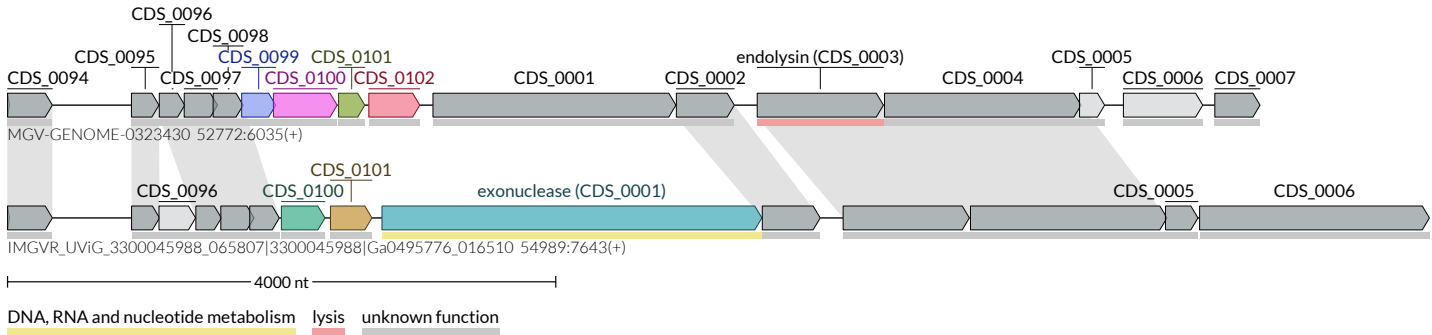 CDS_0096
CDS_0098
CDS_0095 CDS_0099 CDS_0101 endolysin (CDS_0003) CDS_0005
CDS_0094 CDS_0097 CDS_0100 CDS_0102 CDS_0001 CDS_0002 CDS_0004 CDS_0006 CDS_0007
MGV-GENOME-0323430 52772:6035(+)
CDS_0101
CDS_0096 CDS_0100 exonuclease (CDS_0001) CDS_0005 CDS_0006
IMGVR_UViG_3300045988_065807|3300045988|Ga0495776_016510 54989:7643(+)
4000 nt
DNA, RNA and nucleotide metabolism lysis unknown function